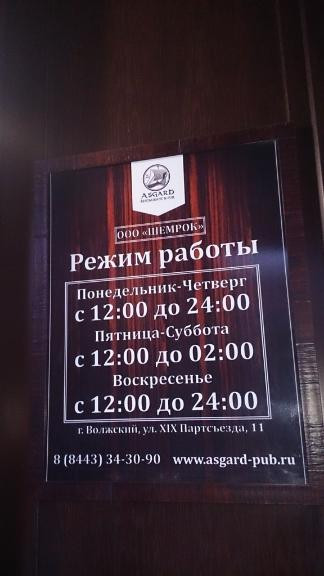 ASGARD
RESTAURANT & PUB
ООО «ШЕМРОК»
Режим работы
Понедельник-Четверг
с 12:00 до 24:00
Пятница-Суббота
с 12:00 до 02:00
Воскресенье
с 12:00 до 24:00
г. Волжский, ул. XIX Партсъезда, 11
8 (8443) 34-30-90 www.asgard-pub.ru